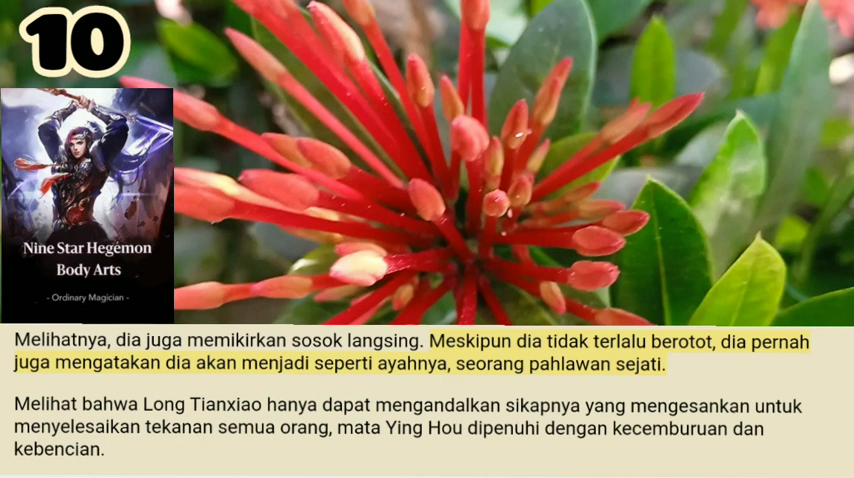 10
Nine Star Hegemon
Body Arts
- Ordinary Magician -
Melihatnya, dia juga memikirkan sosok langsing. Meskipun dia tidak terlalu berotot, dia pernah
juga mengatakan dia akan menjadi seperti ayahnya, seorang pahlawan sejati.
Melihat bahwa Long Tianxiao hanya dapat mengandalkan sikapnya yang mengesankan untuk
menyelesaikan tekanan semua orang, mata Ying Hou dipenuhi dengan kecemburuan dan
kebencian.